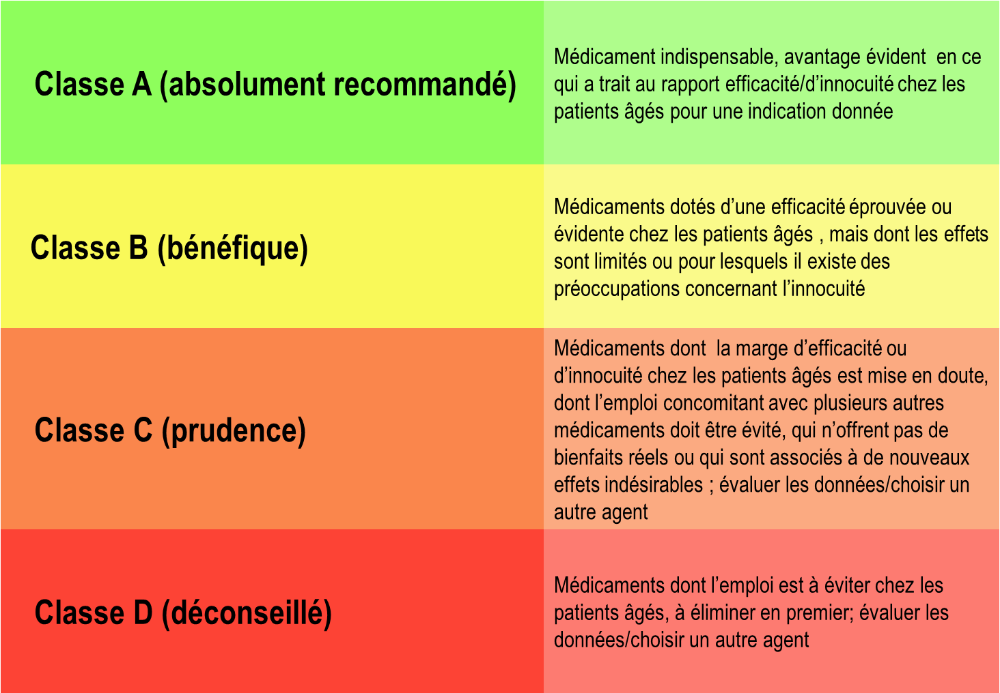 Classe A (absolument recommandé)
Médicament indispensable, avantage évident  en ce
qui a trait au rapport efficacité/d’innocuité chez les
patients âgés pour une indication donnée
Classe B (bénéfique)
Médicaments dotés d’une efficacité éprouvée ou
évidente chez les patients âgés , mais dont les effets
sont limités ou pour lesquels il existe des
préoccupations concernant l’innocuité
Classe C (prudence)
Médicaments dont  la marge d’efficacité ou
d’innocuité chez les patients âgés est mise en doute,
dont l’emploi concomitant avec plusieurs autres
médicaments doit être évité, qui n’offrent pas de
bienfaits réels ou qui sont associés à de nouveaux
effets indésirables ; évaluer les données/choisir un
autre agent
Classe D (déconseillé)
Médicaments dont l’emploi est à éviter chez les
patients âgés, à éliminer en premier; évaluer les
données/choisir un autre agent